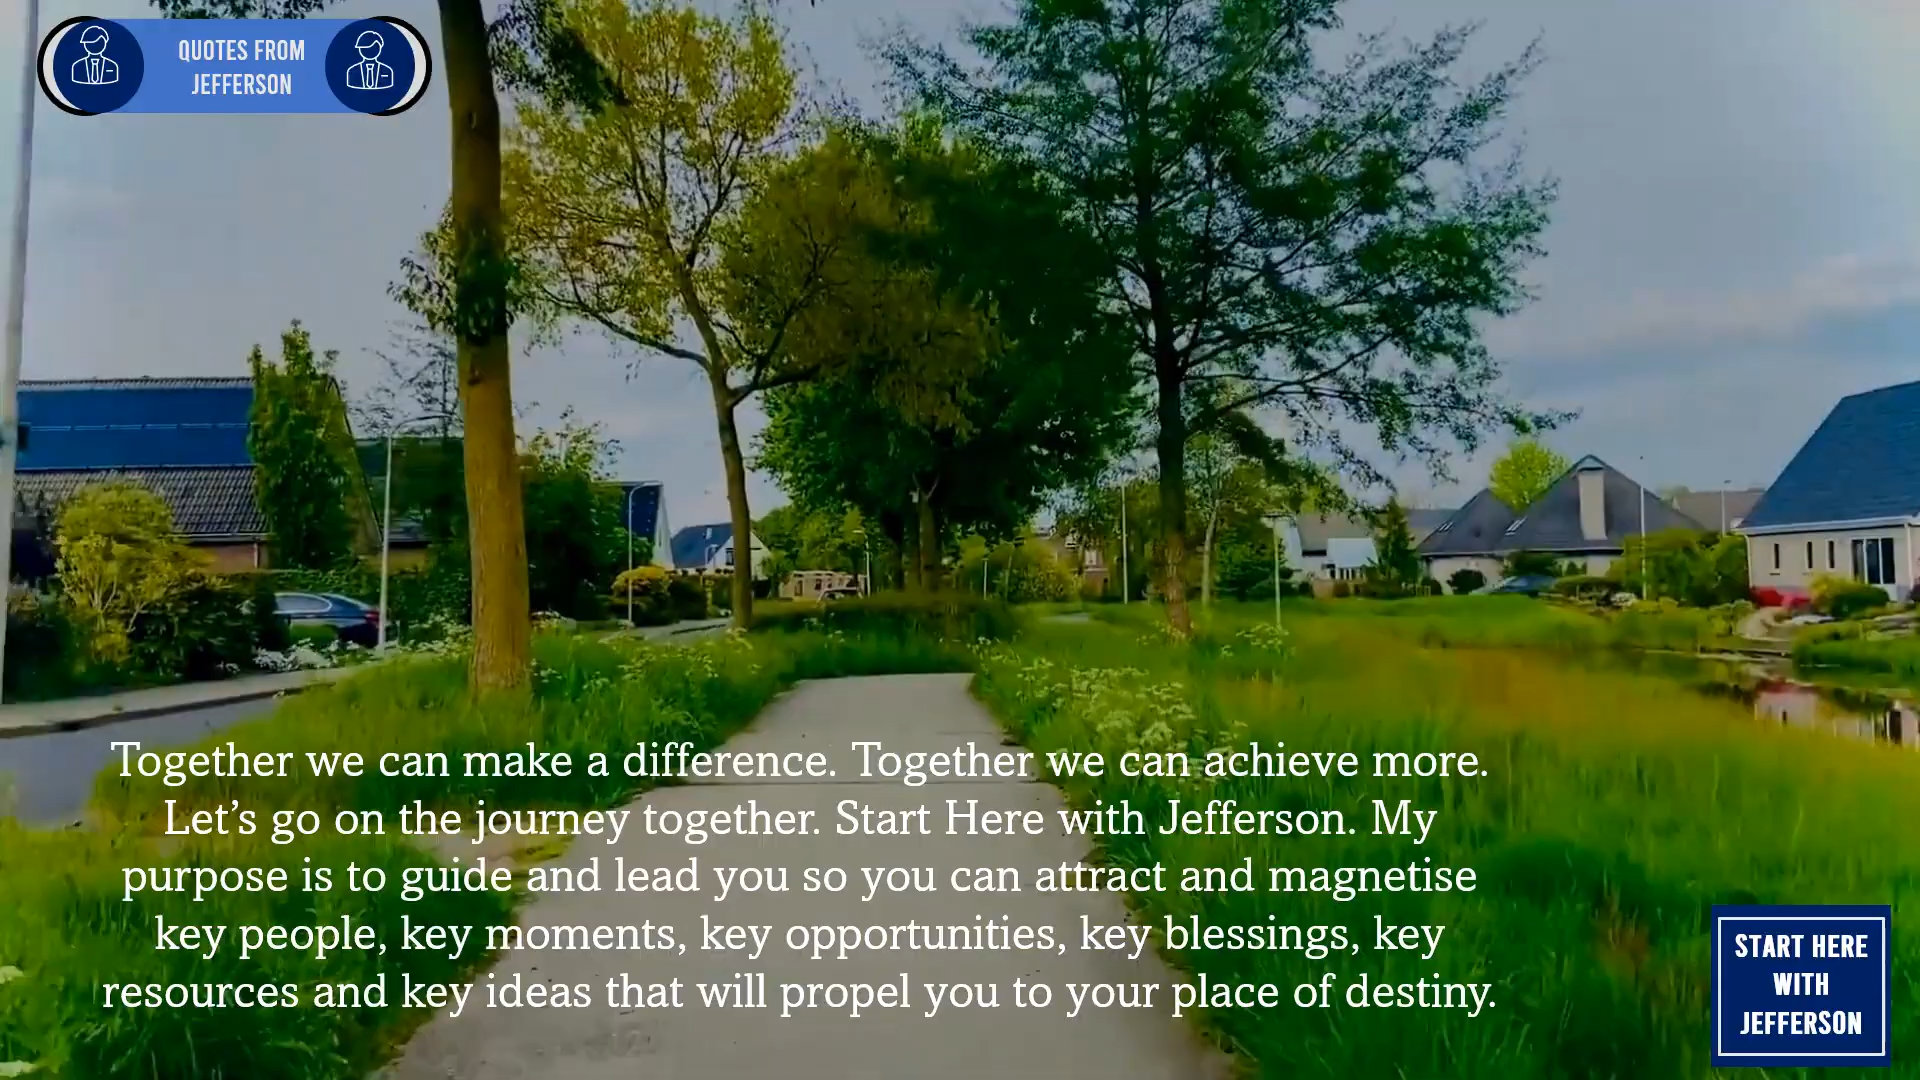 QUOTES FROM
JEFFERSON
Together we can make a difference. Together we can achieve more.
Let’s go on the journey together. Start Here with Jefferson. My
purpose is to guide and lead you so you can attract and magnetise
key people, key moments, key opportunities, key blessings, key
resources and key ideas that will propel you to your place of destiny.
START HERE
WITH
JEFFERSON